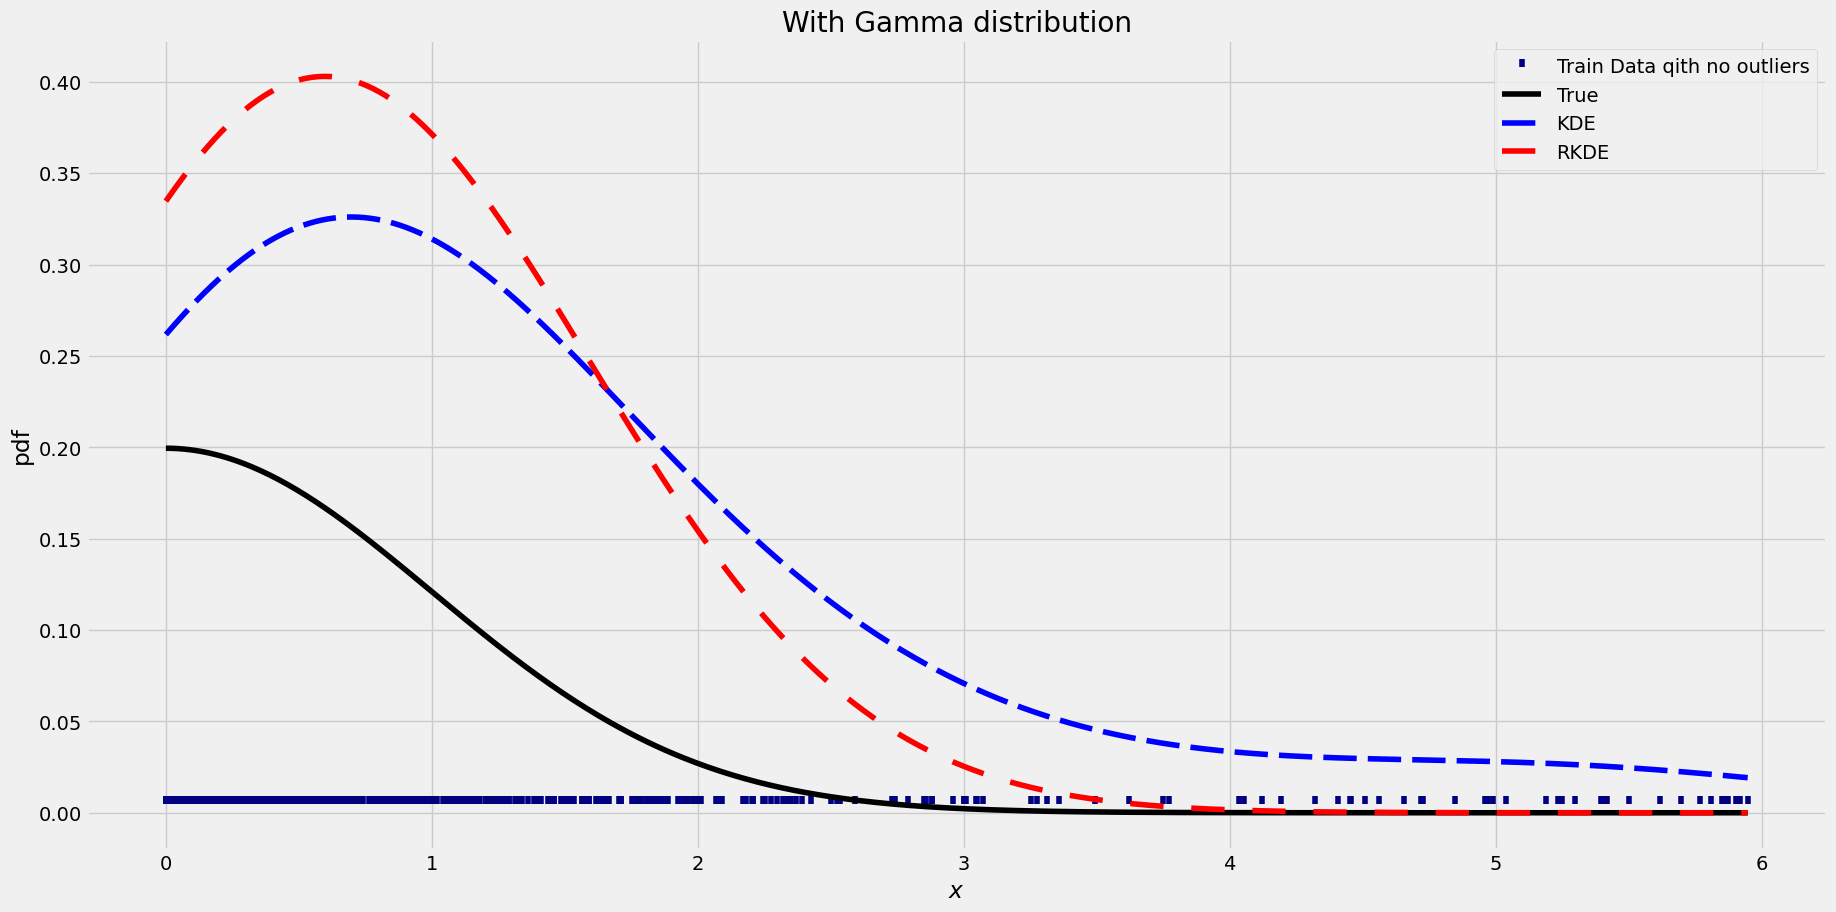 With Gamma distribution
Train Data qith no outliers
True
KDE
RKDE
0.40
0.35
0.30
0.25
0.20
0.15
0.10
0.05
0.00
pdf
0 1 2 3 4 5 6
x